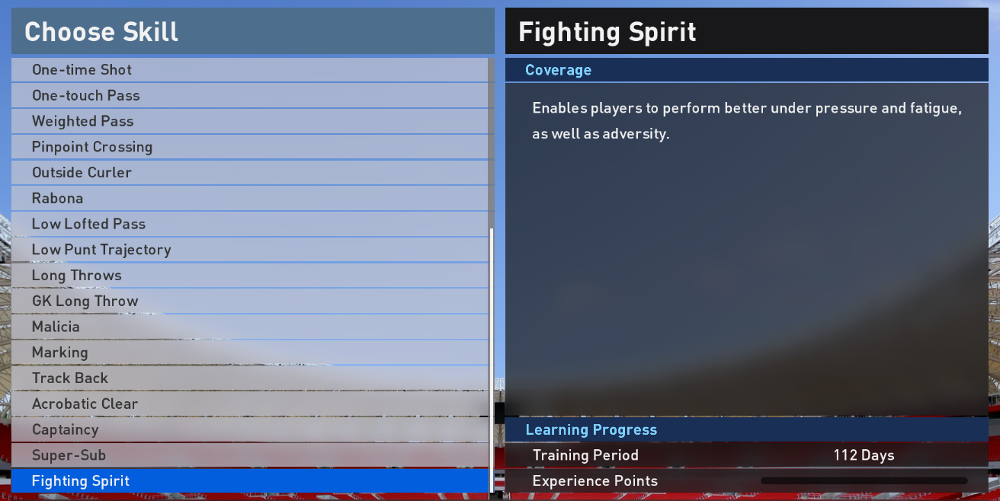 Choose Skill
One-time Shot
One-touch Pass
Weighted Pass
Pinpoint Crossing
Outside Curler
Rabona
Low Lofted Pass
Low Punt Trajectory
Long Throws
GK Long Throw
Malicia
Marking
Track Back
Acrobatic Clear
Captaincy
Super-Sub
Fighting Spirit
Fighting Spirit
Coverage
Enables players to perform better under pressure and fatigue,
as well as adversity.
Learning Progress
Training Period 112 Days
Experience Points